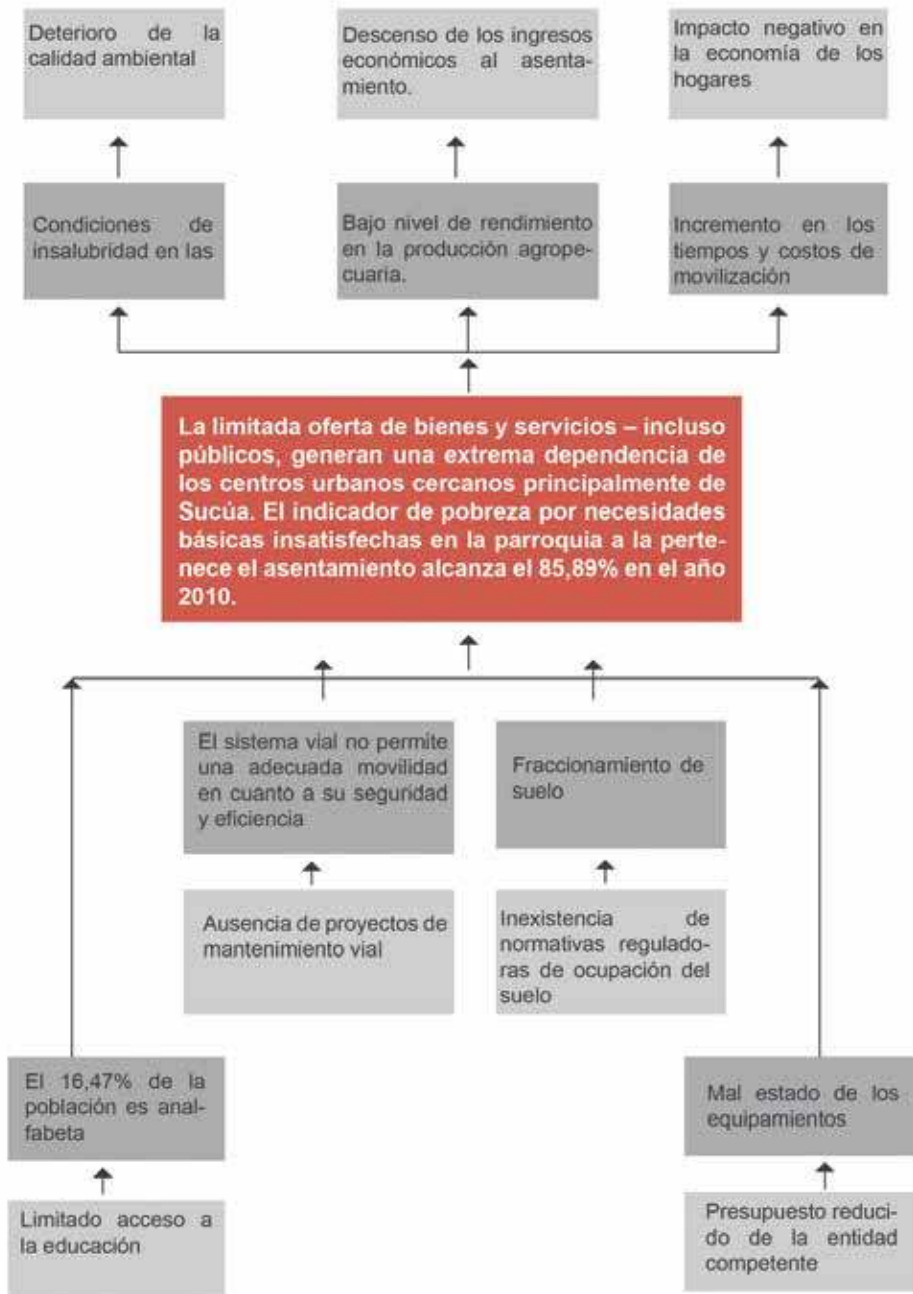 Deterioro de la
calidad ambiental
Descenso de los ingresos
económicos al asenta-
miento.
Impacto negativo en
la economía de los
hogares
Condiciones de
insalubridad en las
Bajo nivel de rendimiento
en la producción agrope-
cuaria.
Incremento en los
tiempos y costos de
movilización
La limitada oferta de bienes y servicios – incluso
públicos, generan una extrema dependencia de
los centros urbanos cercanos principalmente de
Sucúa. El indicador de pobreza por necesidades
básicas insatisfechas en la parroquia a la perte-
nece el asentamiento alcanza el 85,89% en el año
2010.
El sistema vial no permite
una adecuada movilidad
en cuanto a su seguridad
y eficiencia
Fraccionamiento de
suelo
Ausencia de proyectos de
mantenimiento vial
Inexistencia de
normativas regulado-
ras de ocupación del
suelo
El 16,47% de la
población es anal-
fabeta
Mal estado de los
equipamientos
Limitado acceso a
la educación
Presupuesto reduci-
do de la entidad
competente